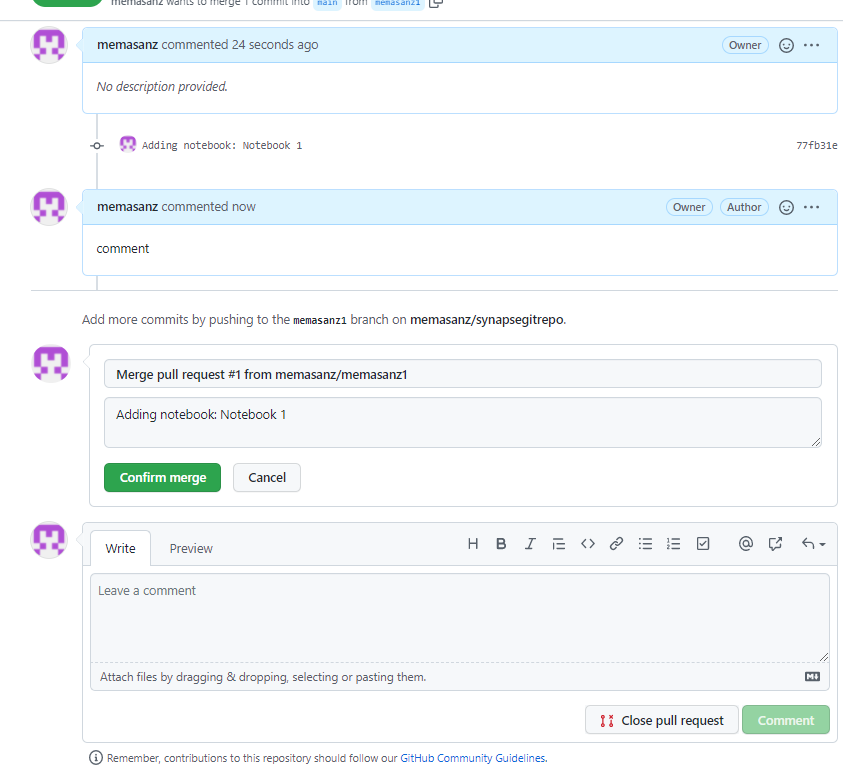 memasanz wants to merge 1 commit into main from memasanz1
memasanz commented 24 seconds ago Owner
No description provided.
Adding notebook: Notebook 1 77fb31e
memasanz commented now Owner Author
comment
Add more commits by pushing to the memasanz1 branch on memasanz/synapsegitrepo.
Merge pull request #1 from memasanz/memasanz1
Adding notebook: Notebook 1
Confirm merge Cancel
Write Preview H B I
Leave a comment
Attach files by dragging & dropping, selecting or pasting them.
Close pull request Comment
Remember, contributions to this repository should follow our GitHub Community Guidelines.